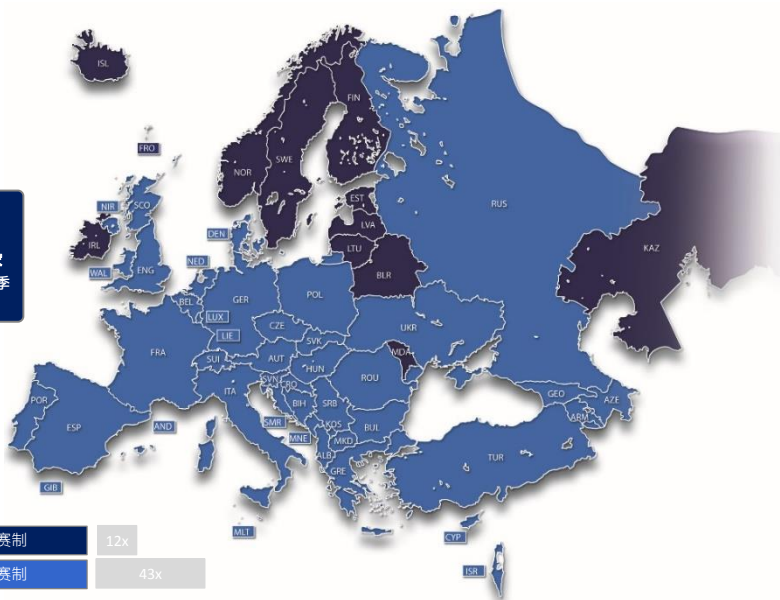 ISL
FIN
FRO
NOR
SWE
EST
RUS
NIR
SCO
LVA
DEN
IRL
LTU
KAZ
季
NED
WAL
ENG
BLR
BEL
GER
POL
LUX
CZE
UKR
LIE
SVK
FRA
SUI
AUT
MDA
HUN
ROU
SVN
CRO
ITA
GEO
POR
BIH
SRB
AZE
ARM
ESP
AND
SMR
KOS
BUL
MNE
MKD
ALB
TUR
GRE
GIB
MLT
CYP
赛制
12x
ISR
赛制
43x